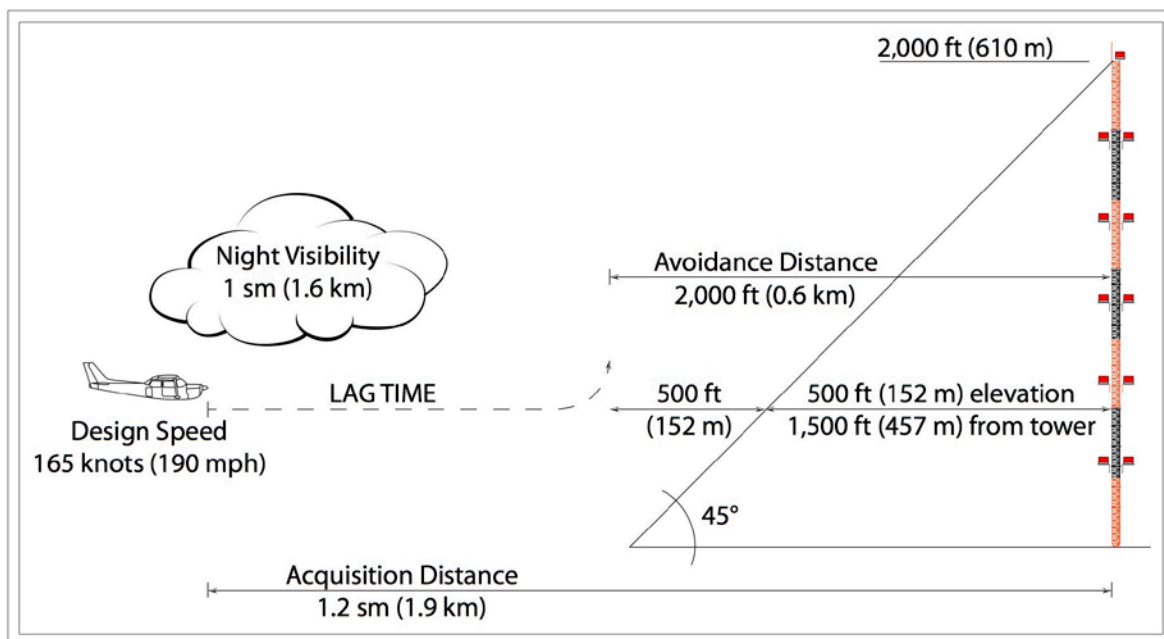 2,000 ft (610 m)
Night Visibility
1 sm (1.6 km)
Avoidance Distance
2,000 ft (0.6 km)
LAG TIME
500 ft
(152 m)
500 ft (152 m) elevation
1,500 ft (457 m) from tower
Design Speed
165 knots (190 mph)
45°
Acquisition Distance
1.2 sm (1.9 km)